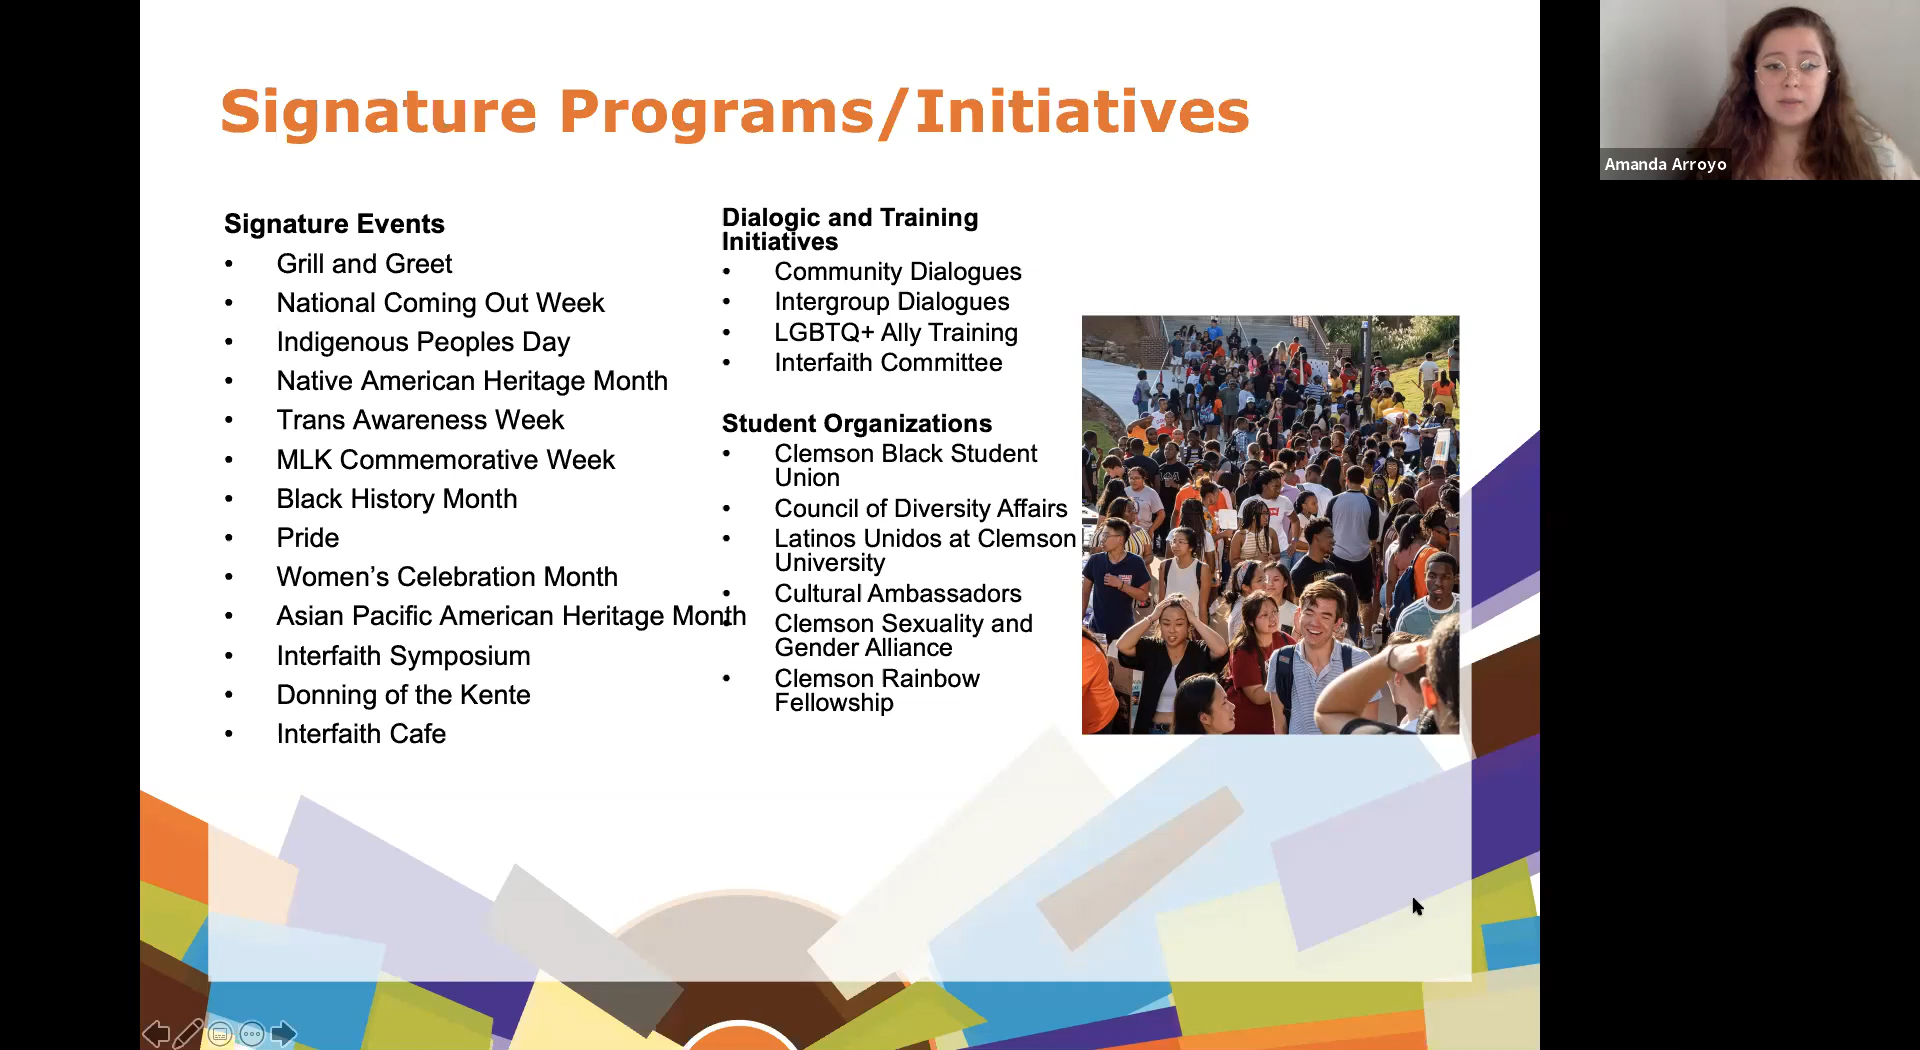 Signature Programs/Initiatives
Signature Events
• Grill and Greet
• National Coming Out Week
• Indigenous Peoples Day
• Native American Heritage Month
• Trans Awareness Week
• MLK Commemorative Week
• Black History Month
• Pride
• Women’s Celebration Month
• Asian Pacific American Heritage Month
• Interfaith Symposium
• Donning of the Kente
• Interfaith Cafe
Dialogic and Training
Initiatives
• Community Dialogues
• Intergroup Dialogues
• LGBTQ+ Ally Training
• Interfaith Committee
Student Organizations
• Clemson Black Student
Union
• Council of Diversity Affairs
• Latinos Unidos at Clemson
University
• Cultural Ambassadors
• Clemson Sexuality and
Gender Alliance
• Clemson Rainbow
Fellowship
Amanda Arroyo